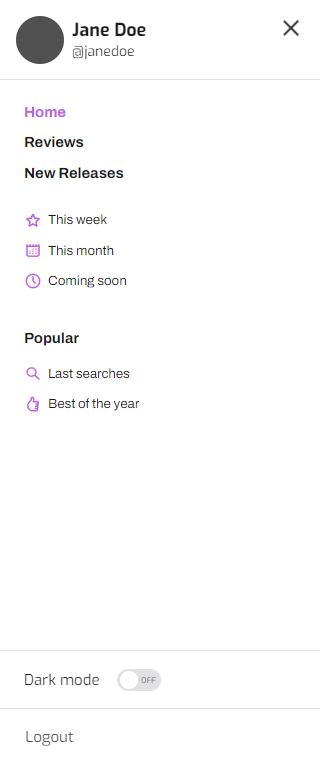 Jane Doe
@janedoe
Home
Reviews
New Releases
This week
This month
Coming soon
Popular
Last searches
Best of the year
Dark mode OFF
Logout